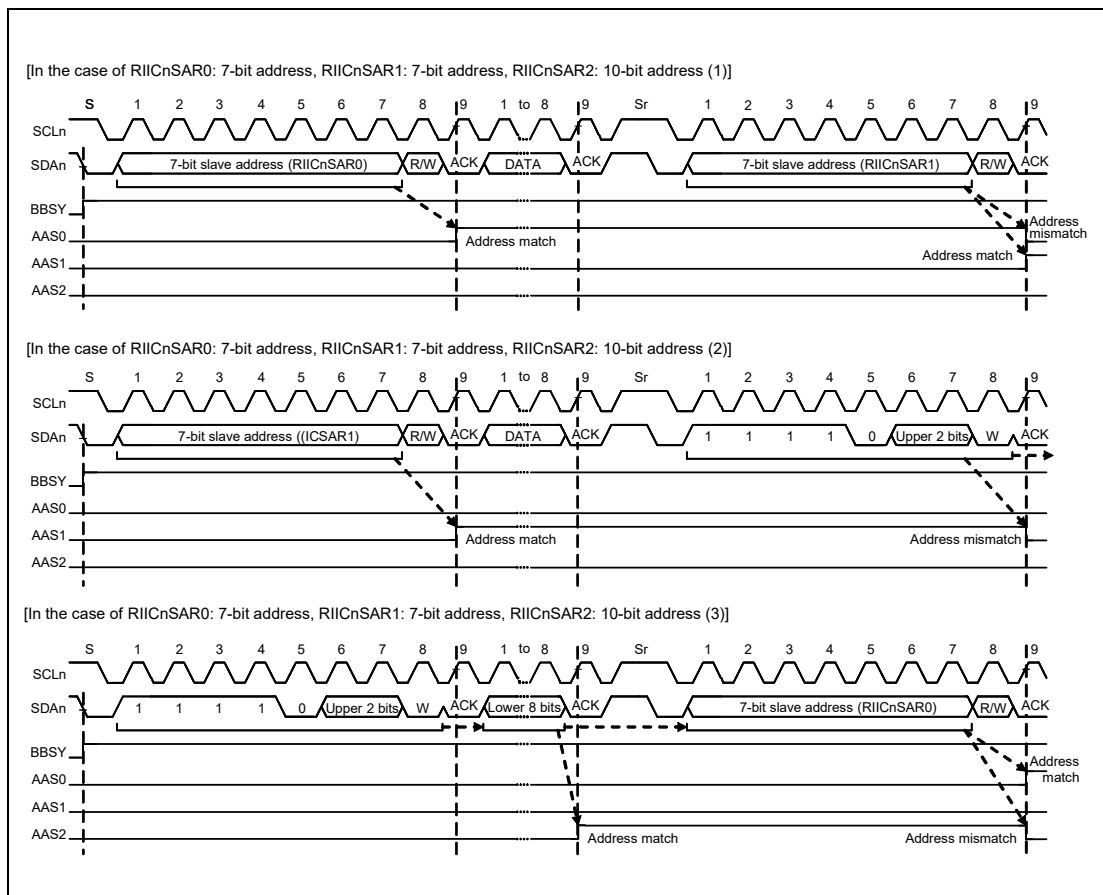 [In the case of RIICnSAR0: 7-bit address, RIICnSAR1: 7-bit address, RIICnSAR2: 10-bit address (1)]
S 1 2 3 4 5 6 7 8 9 1 to 8 9 Sr 1 2 3 4 5 6 7 8 9
SCLn
SDAn 7-bit slave address (RIICnSAR0) R/W ACK DATA ACK 7-bit slave address (RIICnSAR1) R/W ACK
BBSY
Address mismatch
AAS0 Address match
AAS1 Address match
AAS2
[In the case of RIICnSAR0: 7-bit address, RIICnSAR1: 7-bit address, RIICnSAR2: 10-bit address (2)]
S 1 2 3 4 5 6 7 8 9 1 to 8 9 Sr 1 2 3 4 5 6 7 8 9
SCLn
SDAn 7-bit slave address ((ICSAR1) R/W ACK DATA ACK 1 1 1 1 0 Upper 2 bits W ACK
BBSY
AAS0
AAS1 Address match Address mismatch
AAS2
[In the case of RIICnSAR0: 7-bit address, RIICnSAR1: 7-bit address, RIICnSAR2: 10-bit address (3)]
S 1 2 3 4 5 6 7 8 9 1 to 8 9 Sr 1 2 3 4 5 6 7 8 9
SCLn
SDAn 1 1 1 1 0 Upper 2 bits W ACK Lower 8 bits ACK 7-bit slave address (RIICnSAR0) R/W ACK
BBSY
Address match
AAS0
AAS1
AAS2 Address match Address mismatch